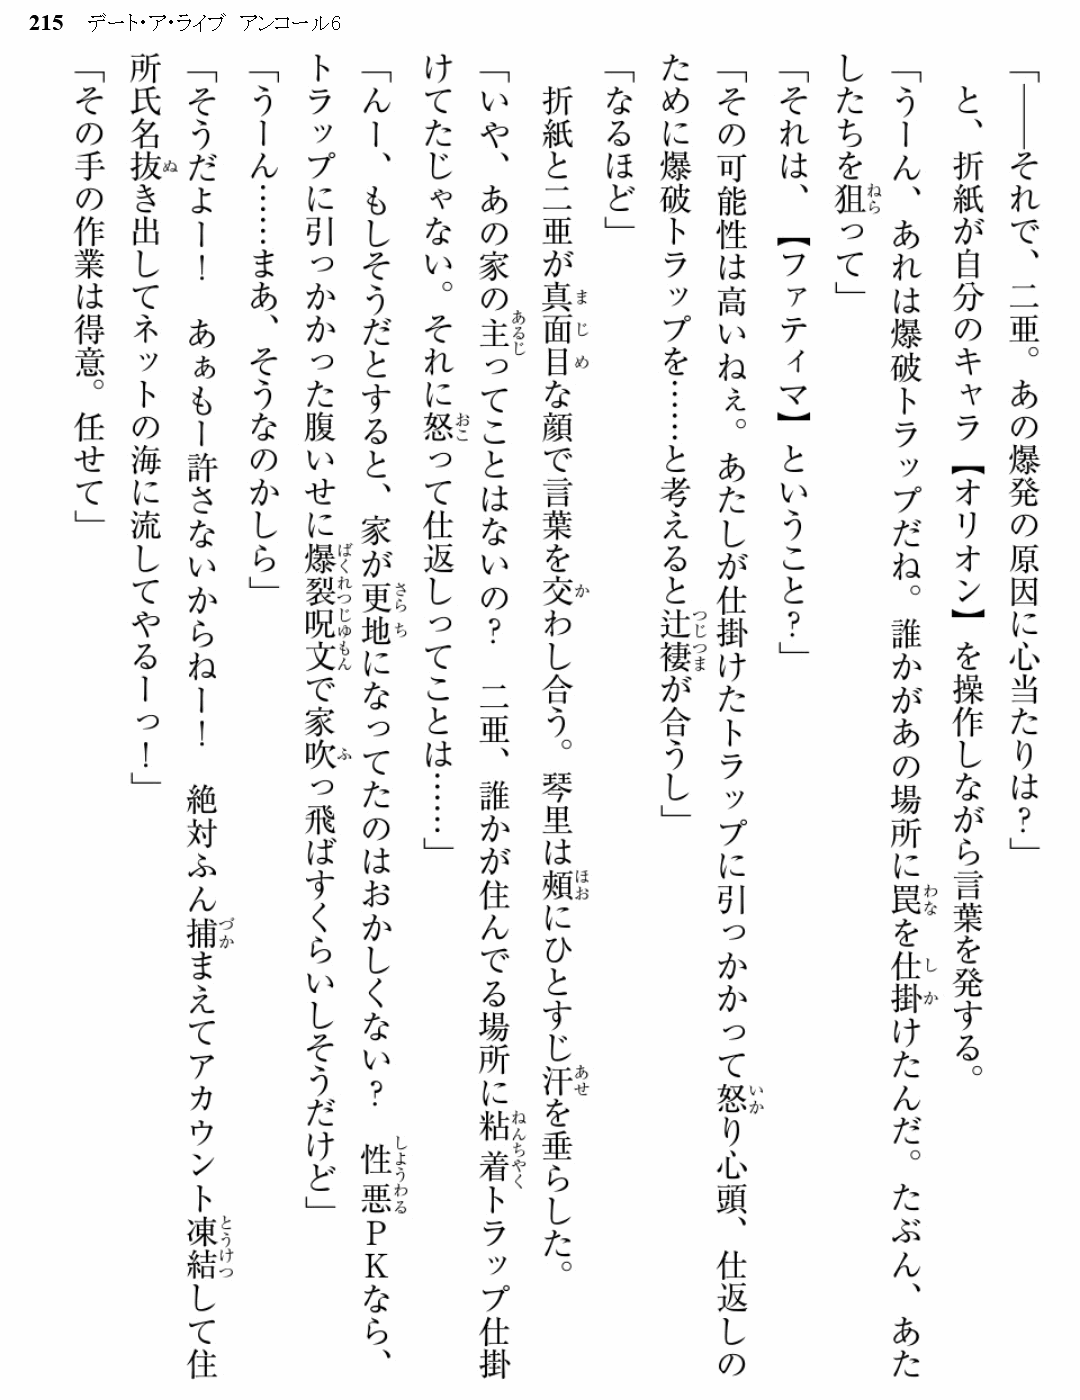 215 デート・ア・ライブ アンコール6
「――それで、二亜。あの爆発の原因に心当たりは？」
　と、折紙が自分のキャラ【オリオン】を操作しながら言葉を発する。
「うーん、あれは爆破トラップだね。誰かがあの場所に罠を仕掛けたんだ。たぶん、あた
したちを狙って」
「それは、【ファティマ】ということ？」
「その可能性は高いねぇ。あたしが仕掛けたトラップに引っかかって怒り心頭、仕返しの
ために爆破トラップを……と考えると辻褄が合うし」
「なるほど」
　折紙と二亜が真面目な顔で言葉を交わし合う。琴里は頰にひとすじ汗を垂らした。
「いや、あの家の主ってことはないの？　二亜、誰かが住んでる場所に粘着トラップ仕掛
けてたじゃない。それに怒って仕返しってことは……」
「んー、もしそうだとすると、家が更地になってたのはおかしくない？　性悪ＰＫなら、
トラップに引っかかった腹いせに爆裂呪文で家吹っ飛ばすくらいしそうだけど」
「うーん……まあ、そうなのかしら」
「そうだよー！　あぁもー許さないからねー！　絶対ふん捕まえてアカウント凍結して住
所氏名抜き出してネットの海に流してやるーっ！」
「その手の作業は得意。任せて」